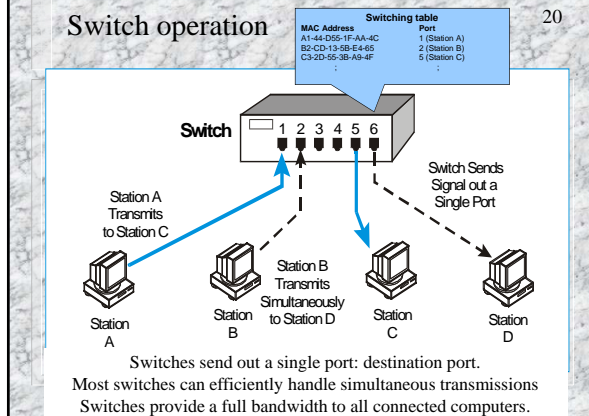 Switch operation
20
Switching table
MAC Address Port
A1-44-D55-1F-AA-4C 1 (Station A)
B2-CD-13-5B-E4-65 2 (Station B)
C3-2D-55-3B-A9-4F 5 (Station C)
; ;
Switch
1 2 3 4 5 6
Station A
Transmits
to Station C
Switch Sends
Signal out a
Single Port
Station B
Transmits
Simultaneously
to Station D
Station
A
Station
B
Station
C
Station
D
Switches send out a single port: destination port.
Most switches can efficiently handle simultaneous transmissions
Switches provide a full bandwidth to all connected computers.